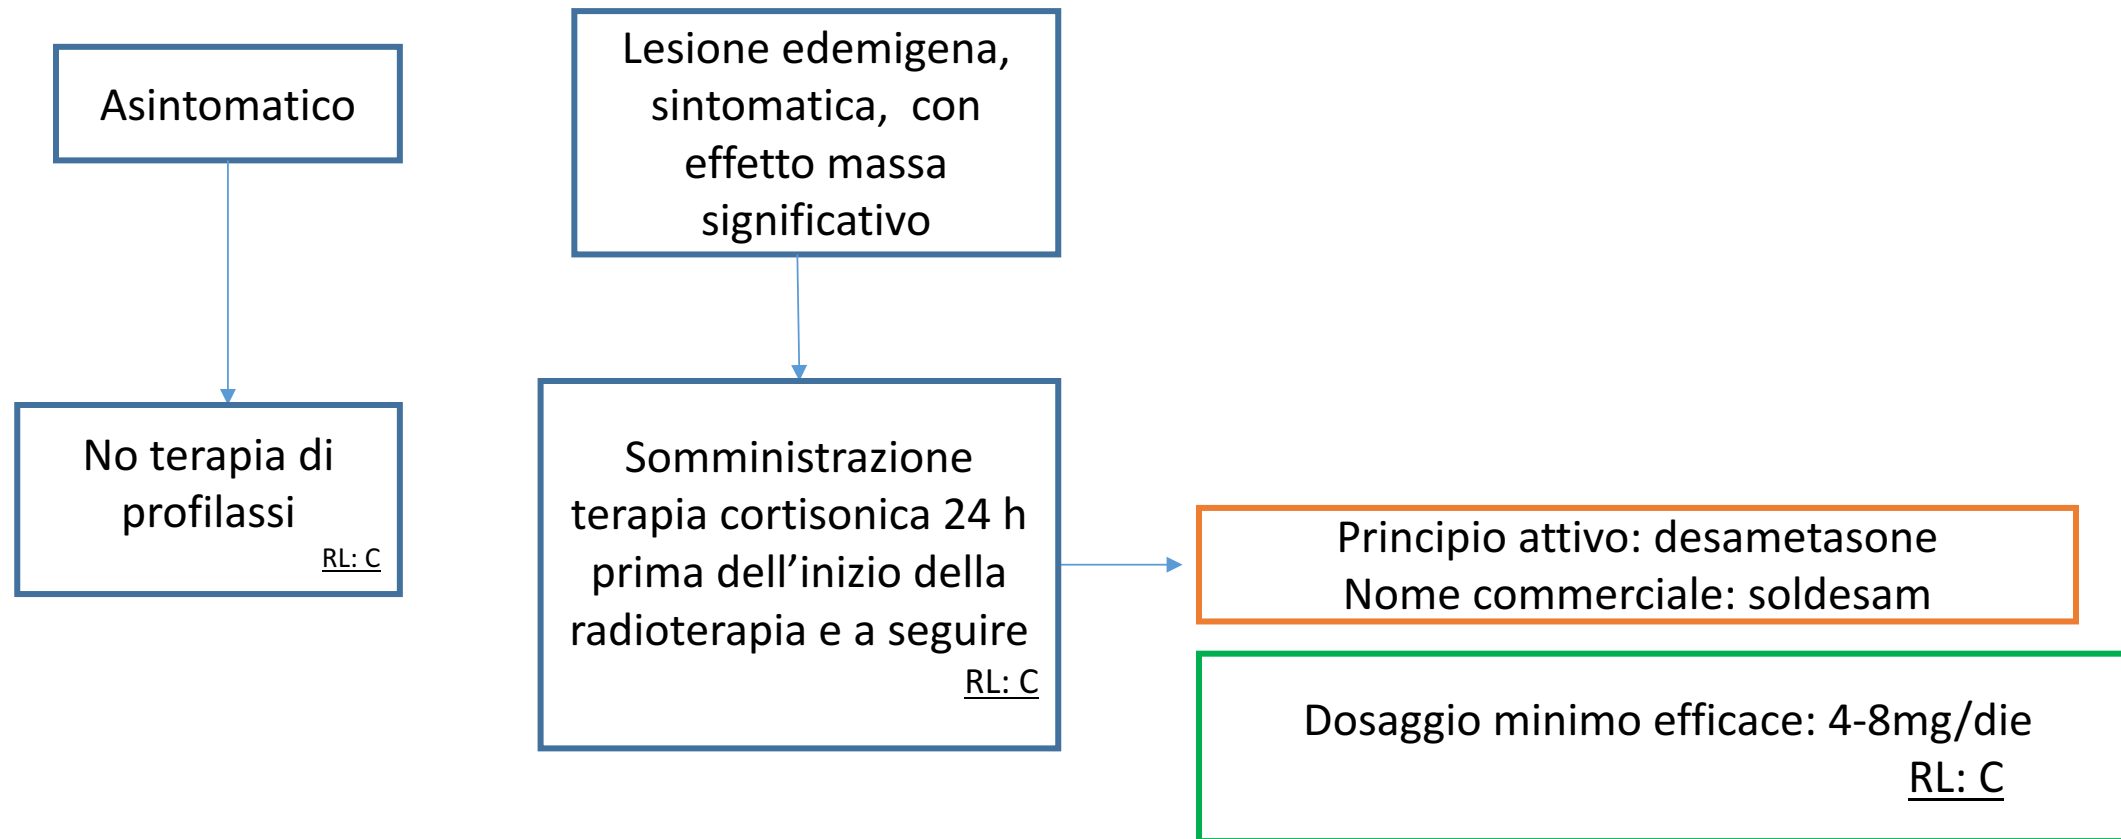 Asintomatico
No terapia di
profilassi
RL: C
Lesione edemigena,
sintomatica, con
effetto massa
significativo
Somministrazione
terapia cortisonica 24 h
prima dell’inizio della
radioterapia e a seguire
RL: C
Principio attivo: desametasone
Nome commerciale: soldesam
Dosaggio minimo efficace: 4-8mg/die
RL: C